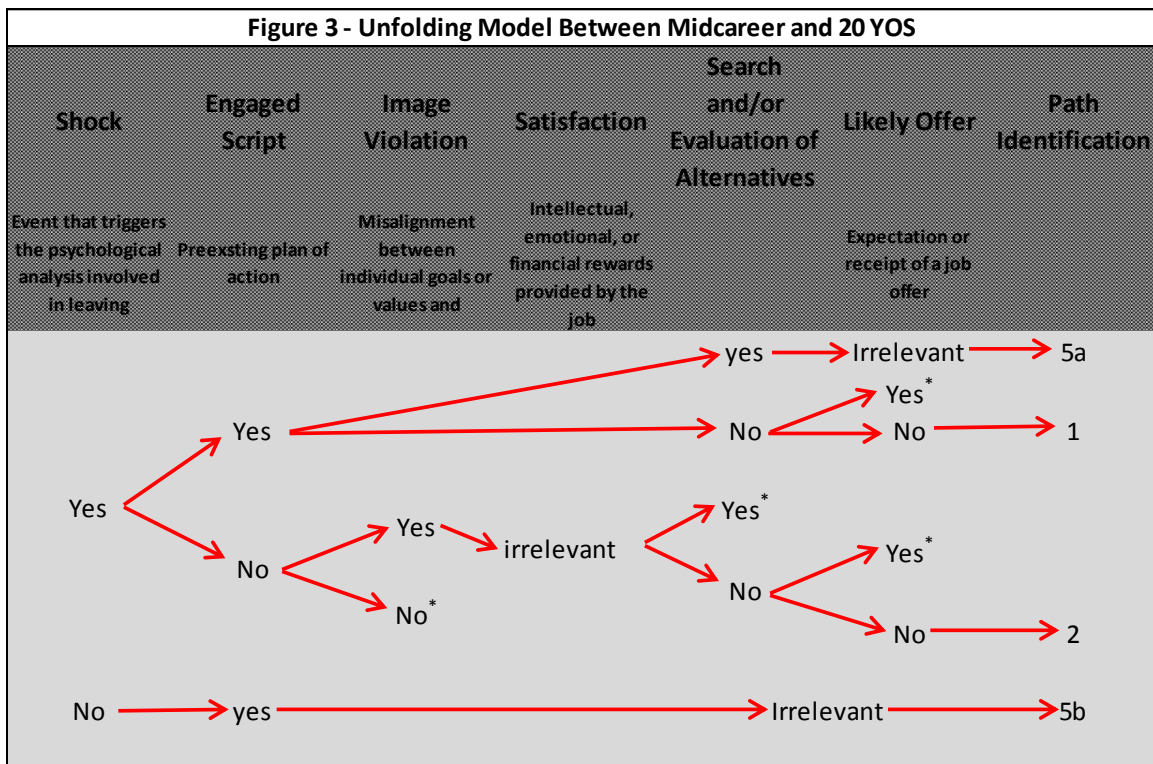 Figure 3 - Unfolding Model Between Midcareer and 20 YOS
Shock
Engaged
Script
Image
Violation
Satisfaction
Search
and/or
Evaluation of
Alternatives
Likely Offer
Path
Identification
Event that triggers
the psychological
analysis involved
in leaving
Preexsting plan of
action
Misalignment
between
individual goals or
values and
Intellectual,
emotional, or
financial rewards
provided by the
job
Expectation or
receipt of a job
offer
yes
Irrelevant
5a
Yes*
Yes
No
No
1
Yes
Yes*
Yes
irrelevant
Yes*
No
No
No*
No
2
No
yes
Irrelevant
5b